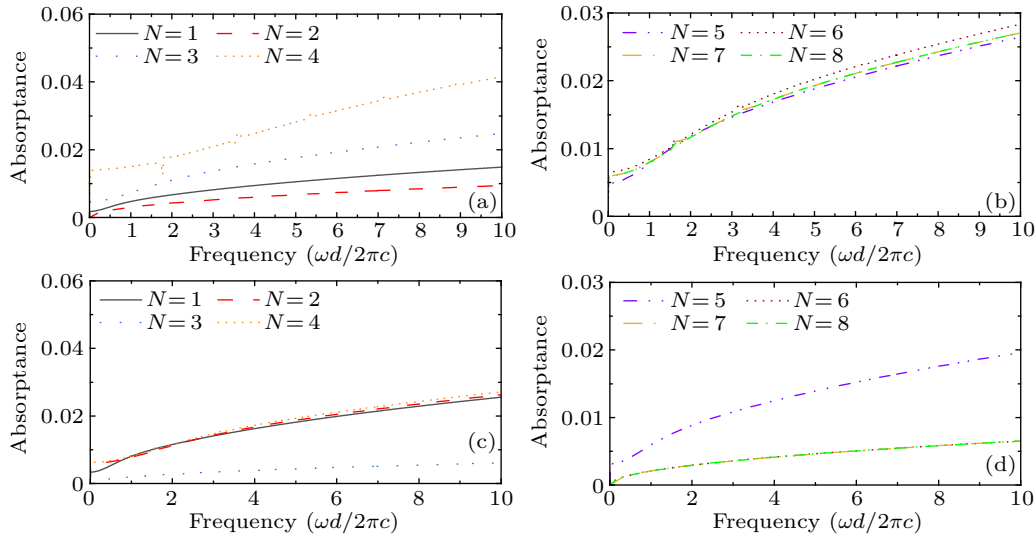 0.06
0.04
0.02
0
Absorptance
N=1 N=2
N=3 N=4
(a)
0 1 2 3 4 5 6 7 8 9 10
Frequency (ωd/2πc)
0.03
0.02
0.01
0
Absorptance
N=5 N=6
N=7 N=8
(b)
0 1 2 3 4 5 6 7 8 9 10
Frequency (ωd/2πc)
0.06
0.04
0.02
0
Absorptance
N=1 N=2
N=3 N=4
(c)
0 2 4 6 8 10
Frequency (ωd/2πc)
0.03
0.02
0.01
0
Absorptance
N=5 N=6
N=7 N=8
(d)
0 2 4 6 8 10
Frequency (ωd/2πc)